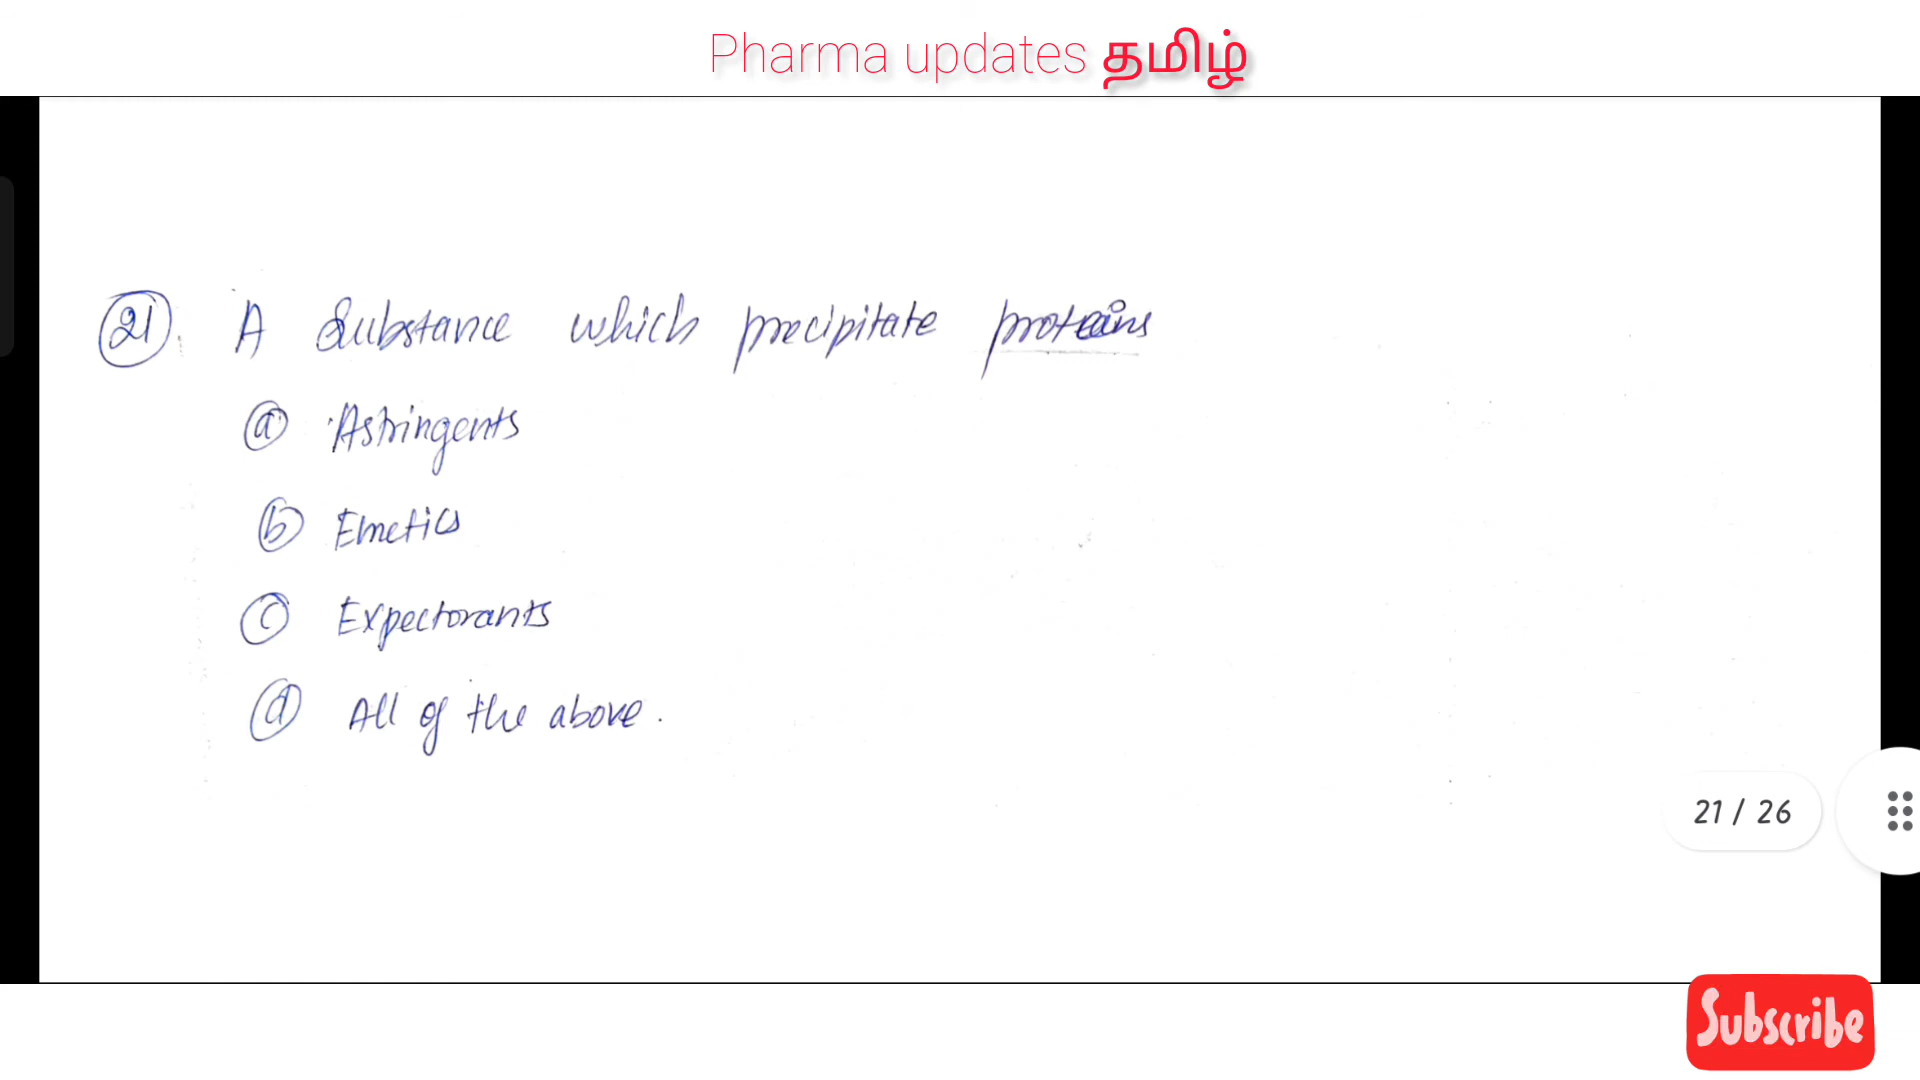 Pharma updates தமிழ்
21. A Substance which precipitate proteins
a Astringents
b Emetics
c Expectorants
d All of the above.
21 / 26
Subscribe